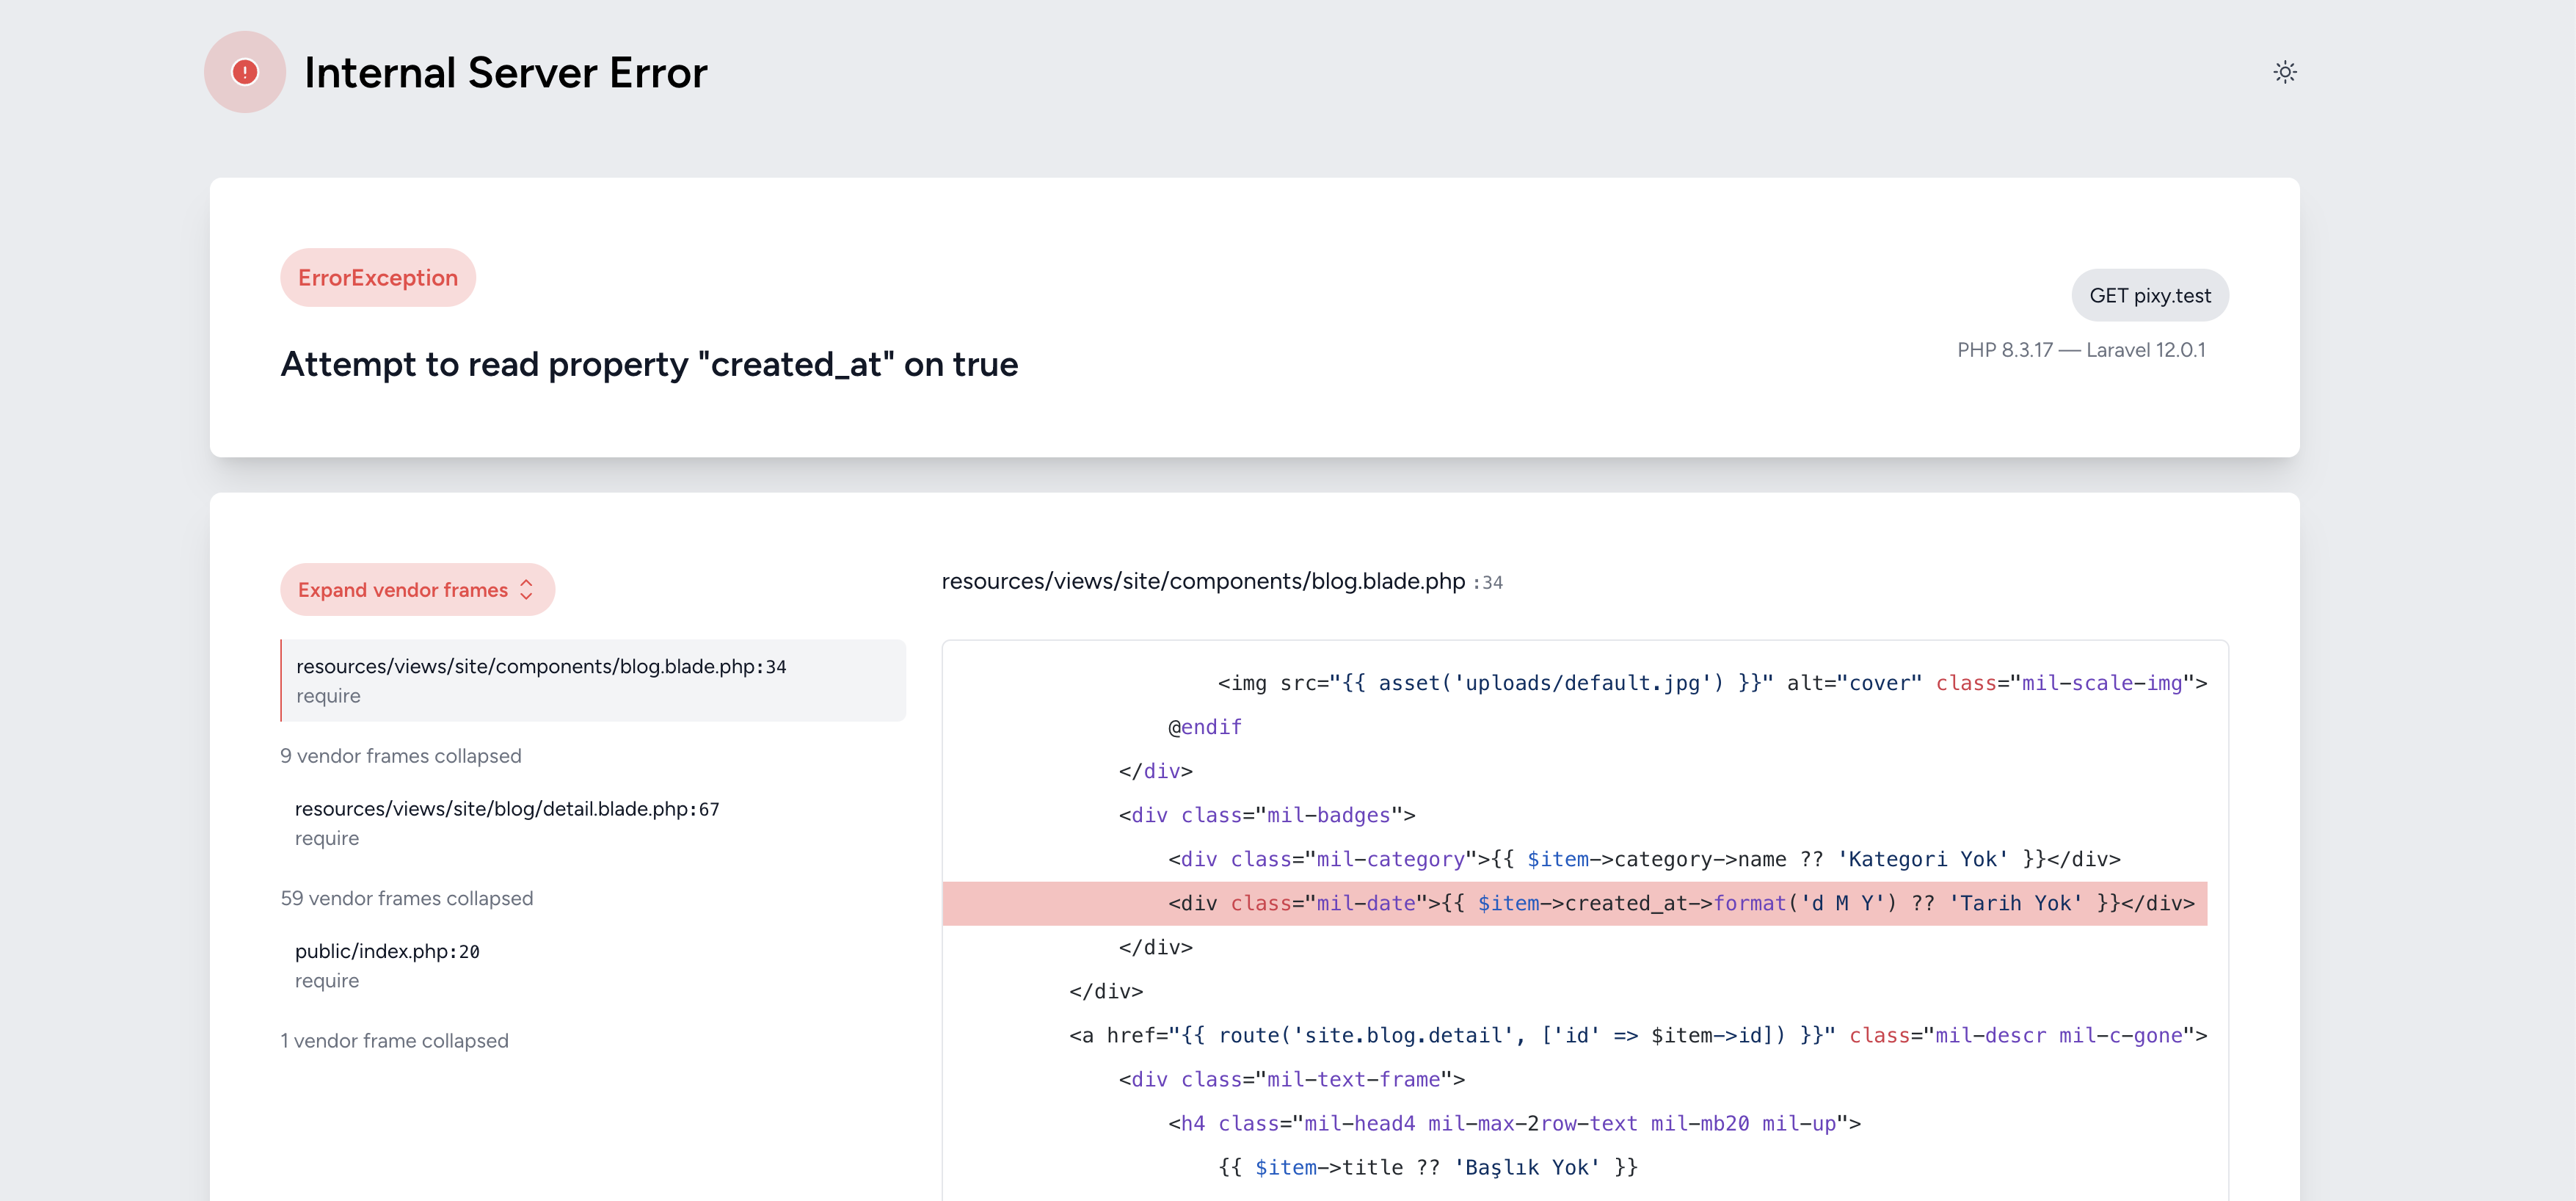 Internal Server Error
ErrorException
GET pixy.test
Attempt to read property "created_at" on true
PHP 8.3.17 — Laravel 12.0.1
Expand vendor frames
resources/views/site/components/blog.blade.php:34
require
9 vendor frames collapsed
resources/views/site/blog/detail.blade.php:67
require
59 vendor frames collapsed
public/index.php:20
require
1 vendor frame collapsed
resources/views/site/components/blog.blade.php :34
<img src="{{ asset('uploads/default.jpg') }}" alt="cover" class="mil-scale-img">
@endif
</div>
<div class="mil-badges">
<div class="mil-category">{{ $item->category->name ?? 'Kategori Yok' }}</div>
<div class="mil-date">{{ $item->created_at->format('d M Y') ?? 'Tarih Yok' }}</div>
</div>
</div>
<a href="{{ route('site.blog.detail', ['id' => $item->id]) }}" class="mil-descr mil-c-gone">
<div class="mil-text-frame">
<h4 class="mil-head4 mil-max-2row-text mil-mb20 mil-up">
{{ $item->title ?? 'Başlık Yok' }}